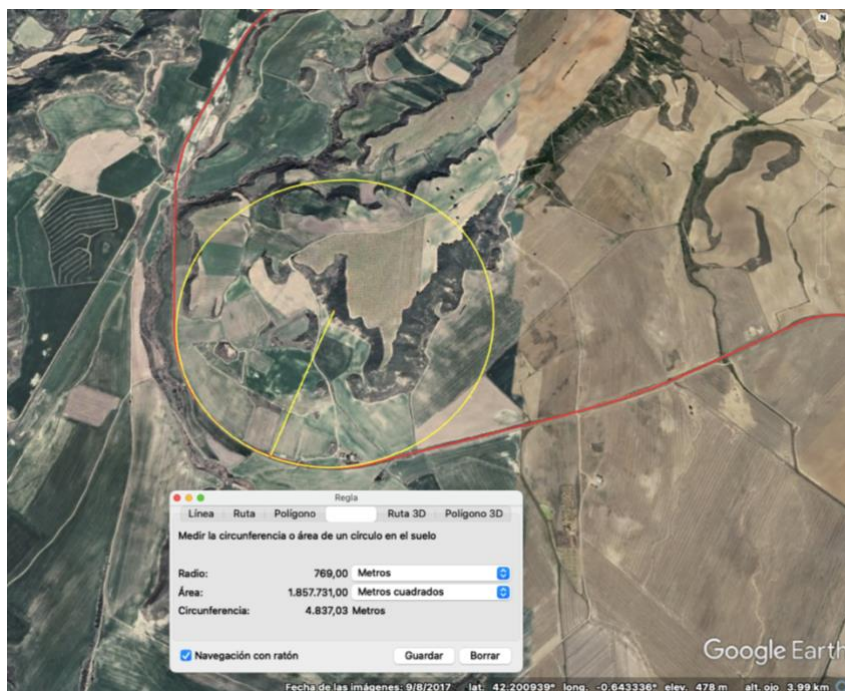 N
Regla
Línea Ruta Polígono Ruta 3D Polígono 3D
Medir la circunferencia o área de un círculo en el suelo
Radio: 769,00 Metros
Área: 1.857.731,00 Metros cuadrados
Circunferencia: 4.837,03 Metros
Navegación con ratón Guardar Borrar
Google Earth
Fecha de las imágenes: 9/8/2017 lat. 42.200939° long. -0.643336° elev. 478 m alt. ojo 3.99 km